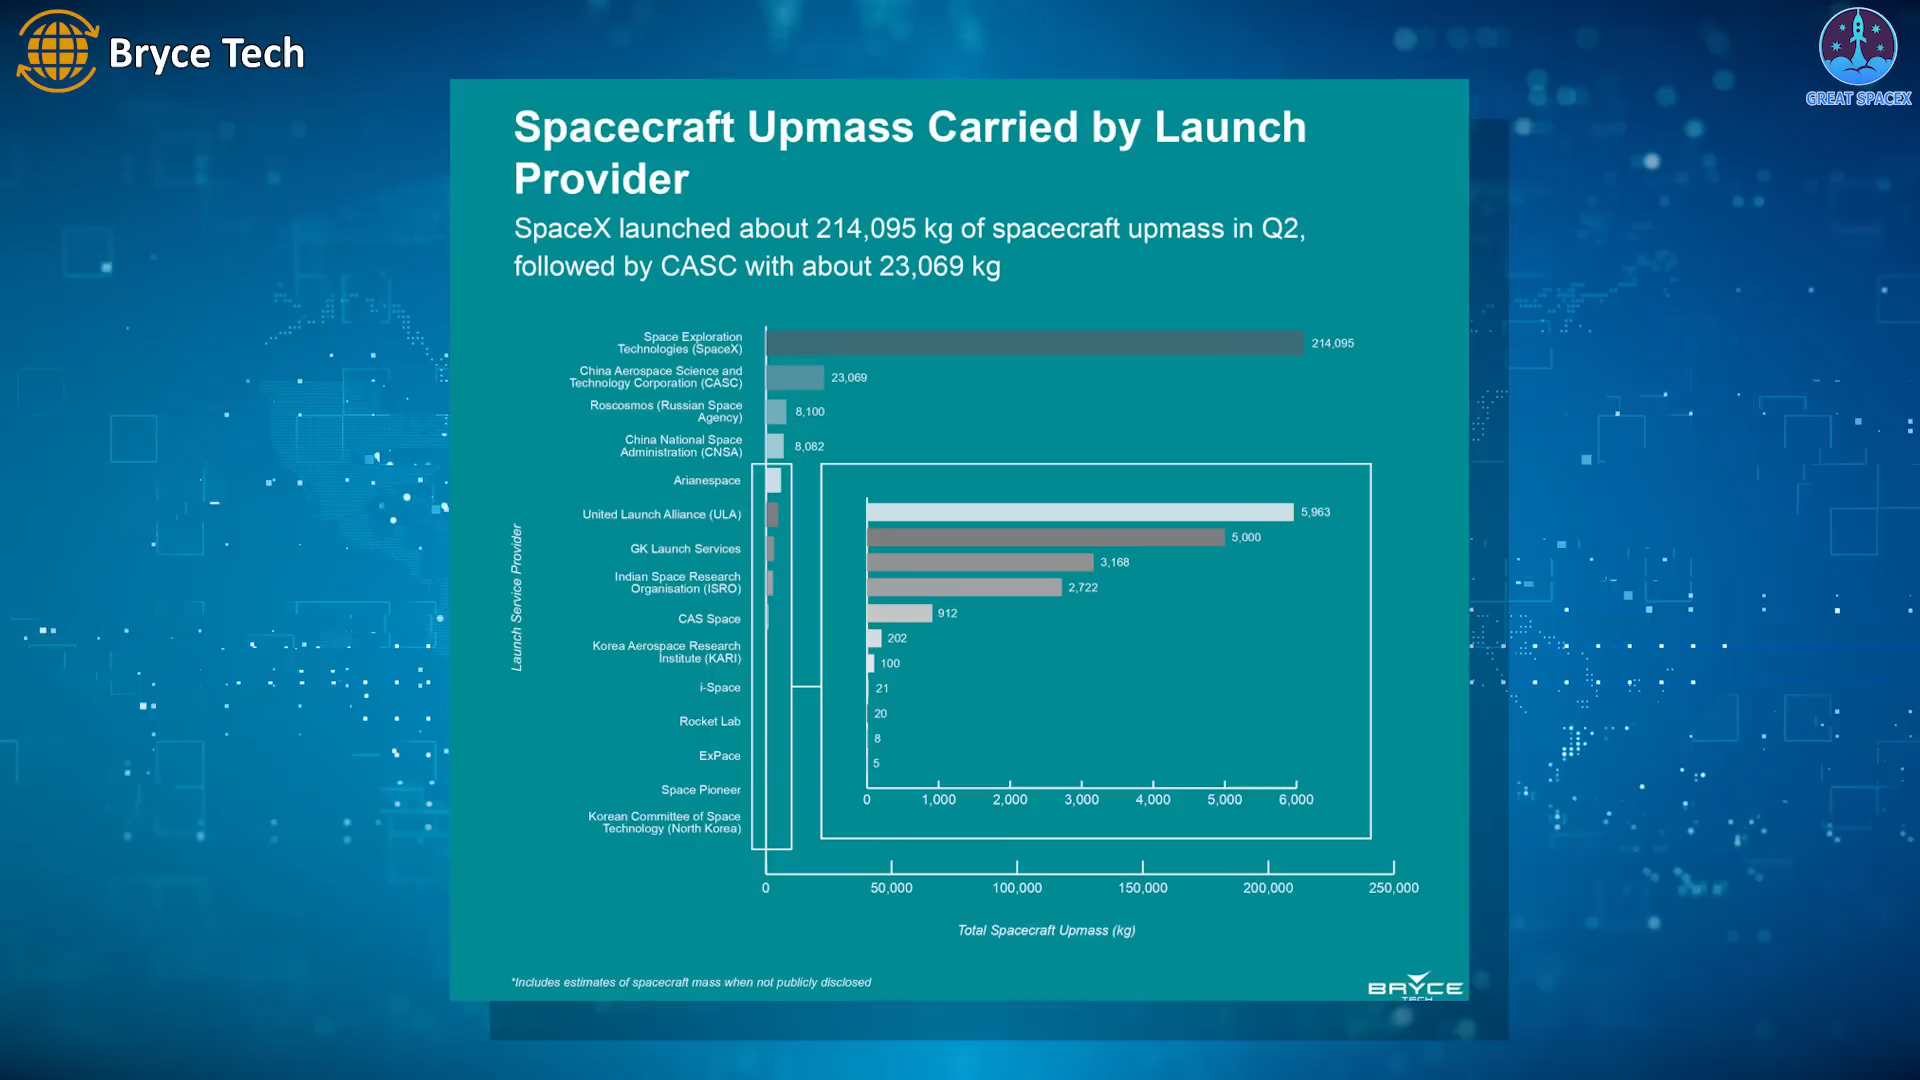 Bryce Tech
GREAT SPACEX
Spacecraft Upmass Carried by Launch
Provider
SpaceX launched about 214,095 kg of spacecraft upmass in Q2,
followed by CASC with about 23,069 kg
Space Exploration
Technologies (SpaceX)
214,095
China Aerospace Science and
Technology Corporation (CASC)
23,069
Roscosmos (Russian Space
Agency)
8,100
China National Space
Administration (CNSA)
8,082
Arianespace
United Launch Alliance (ULA)
GK Launch Services
Indian Space Research
Organisation (ISRO)
CAS Space
Korea Aerospace Research
Institute (KARI)
i-Space
Rocket Lab
ExPace
Space Pioneer
Korean Committee of Space
Technology (North Korea)
Launch Service Provider
5,963
5,000
3,168
2,722
912
202
100
21
20
8
5
0 1,000 2,000 3,000 4,000 5,000 6,000
0 50,000 100,000 150,000 200,000 250,000
Total Spacecraft Upmass (kg)
*Includes estimates of spacecraft mass when not publicly disclosed
BRYCE
TECH